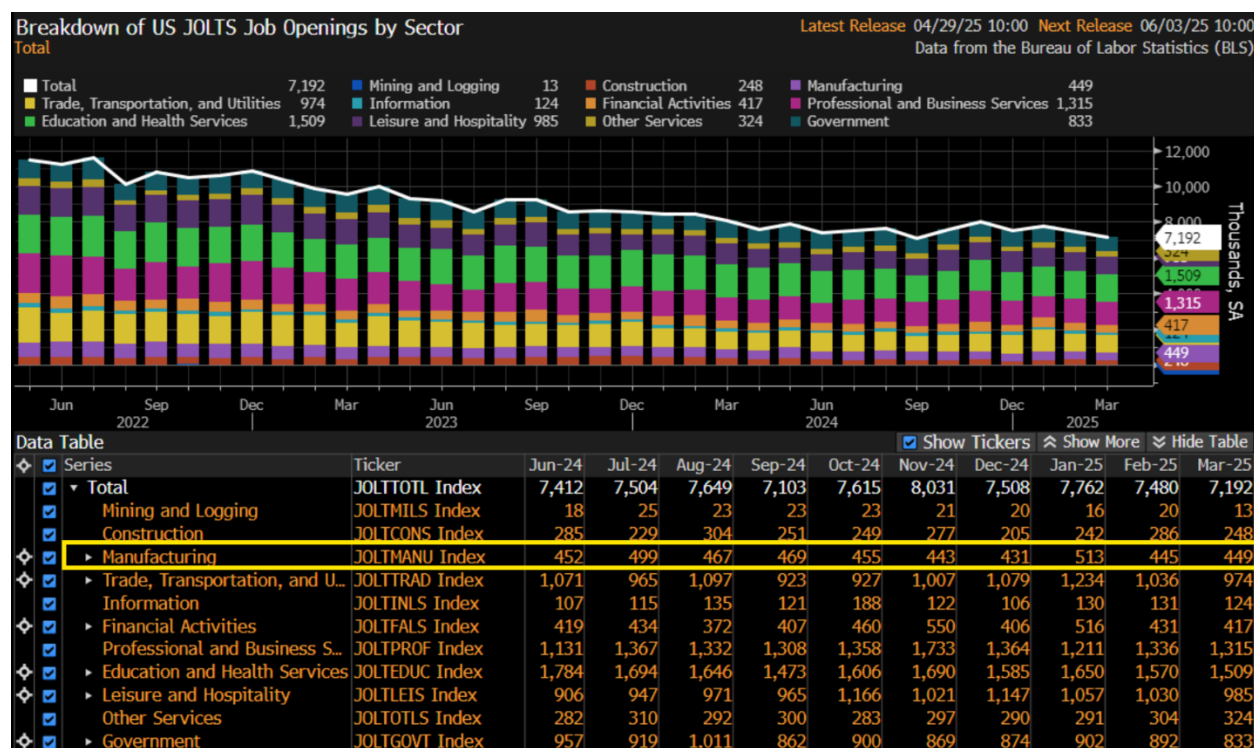 Breakdown of US JOLTS Job Openings by Sector Latest Release 04/29/25 10:00 Next Release 06/03/25 10:00
Total Data from the Bureau of Labor Statistics (BLS)
Total 7,192 Mining and Logging 13 Construction 248 Manufacturing 449
Trade, Transportation, and Utilities 974 Information 124 Financial Activities 417 Professional and Business Services 1,315
Education and Health Services 1,509 Leisure and Hospitality 985 Other Services 324 Government 833
12,000
10,000
8,000
7,192
324
1,509
1,315
417
449
Thousands, SA
Jun Sep Dec Mar Jun Sep Dec Mar Jun Sep Dec Mar
2022 2023 2024 2025
Data Table Show Tickers Show More Hide Table
Series Ticker Jun-24 Jul-24 Aug-24 Sep-24 Oct-24 Nov-24 Dec-24 Jan-25 Feb-25 Mar-25
Total JOLTTOTL Index 7,412 7,504 7,649 7,103 7,615 8,031 7,508 7,762 7,480 7,192
Mining and Logging JOLTMILS Index 18 25 23 23 23 21 20 16 20 13
Construction JOLTCONS Index 285 229 304 251 249 277 205 242 286 248
Manufacturing JOLTMANU Index 452 499 467 469 455 443 431 513 445 449
Trade, Transportation, and U... JOLTTRAD Index 1,071 965 1,097 923 927 1,007 1,079 1,234 1,036 974
Information JOLTINLS Index 107 115 135 121 188 122 106 130 131 124
Financial Activities JOLTFALS Index 419 434 372 407 460 550 406 516 431 417
Professional and Business S... JOLTPROF Index 1,131 1,367 1,332 1,308 1,358 1,733 1,364 1,211 1,336 1,315
Education and Health Services JOLTEDUC Index 1,784 1,694 1,646 1,473 1,606 1,690 1,585 1,650 1,570 1,509
Leisure and Hospitality JOLTLEIS Index 906 947 971 965 1,166 1,021 1,147 1,057 1,030 985
Other Services JOLTOTLS Index 282 310 292 300 283 297 290 291 304 324
Government JOLTGOVT Index 957 919 1,011 862 900 869 874 902 892 833